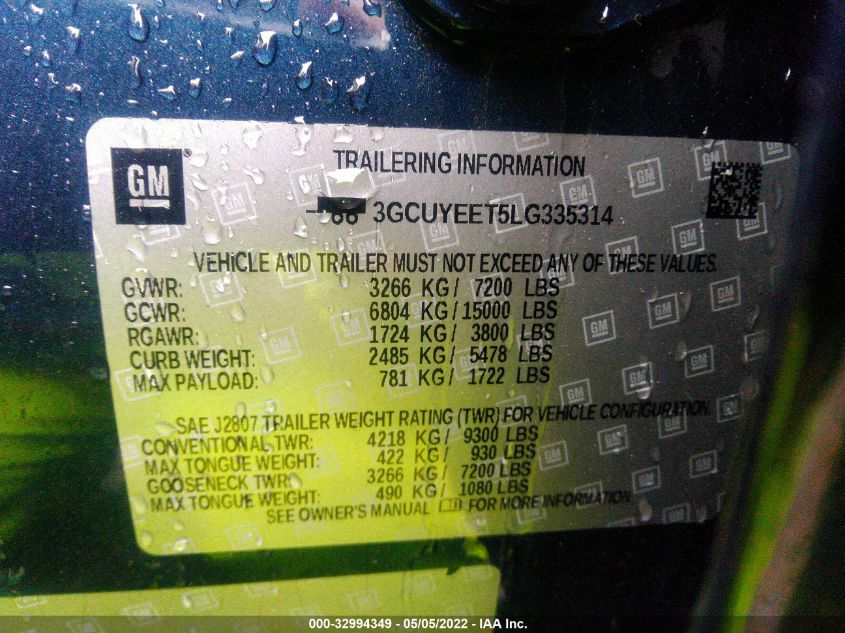 GM
TRAILERING INFORMATION
3GCUYEET5LG335314
VEHICLE AND TRAILER MUST NOT EXCEED ANY OF THESE VALUES.
GVWR: 3266 KG / 7200 LBS
GCWR: 6804 KG / 15000 LBS
RGAWR: 1724 KG / 3800 LBS
CURB WEIGHT: 2485 KG / 5478 LBS
MAX PAYLOAD: 781 KG / 1722 LBS
SAE J2807 TRAILER WEIGHT RATING (TWR) FOR VEHICLE CONFIGURATION.
CONVENTIONAL TWR: 4218 KG / 9300 LBS
MAX TONGUE WEIGHT: 422 KG / 930 LBS
GOOSENECK TWR: 3266 KG / 7200 LBS
MAX TONGUE WEIGHT: 490 KG / 1080 LBS
SEE OWNER'S MANUAL FOR MORE INFORMATION
000-32994349 - 05/05/2022 - IAA Inc.